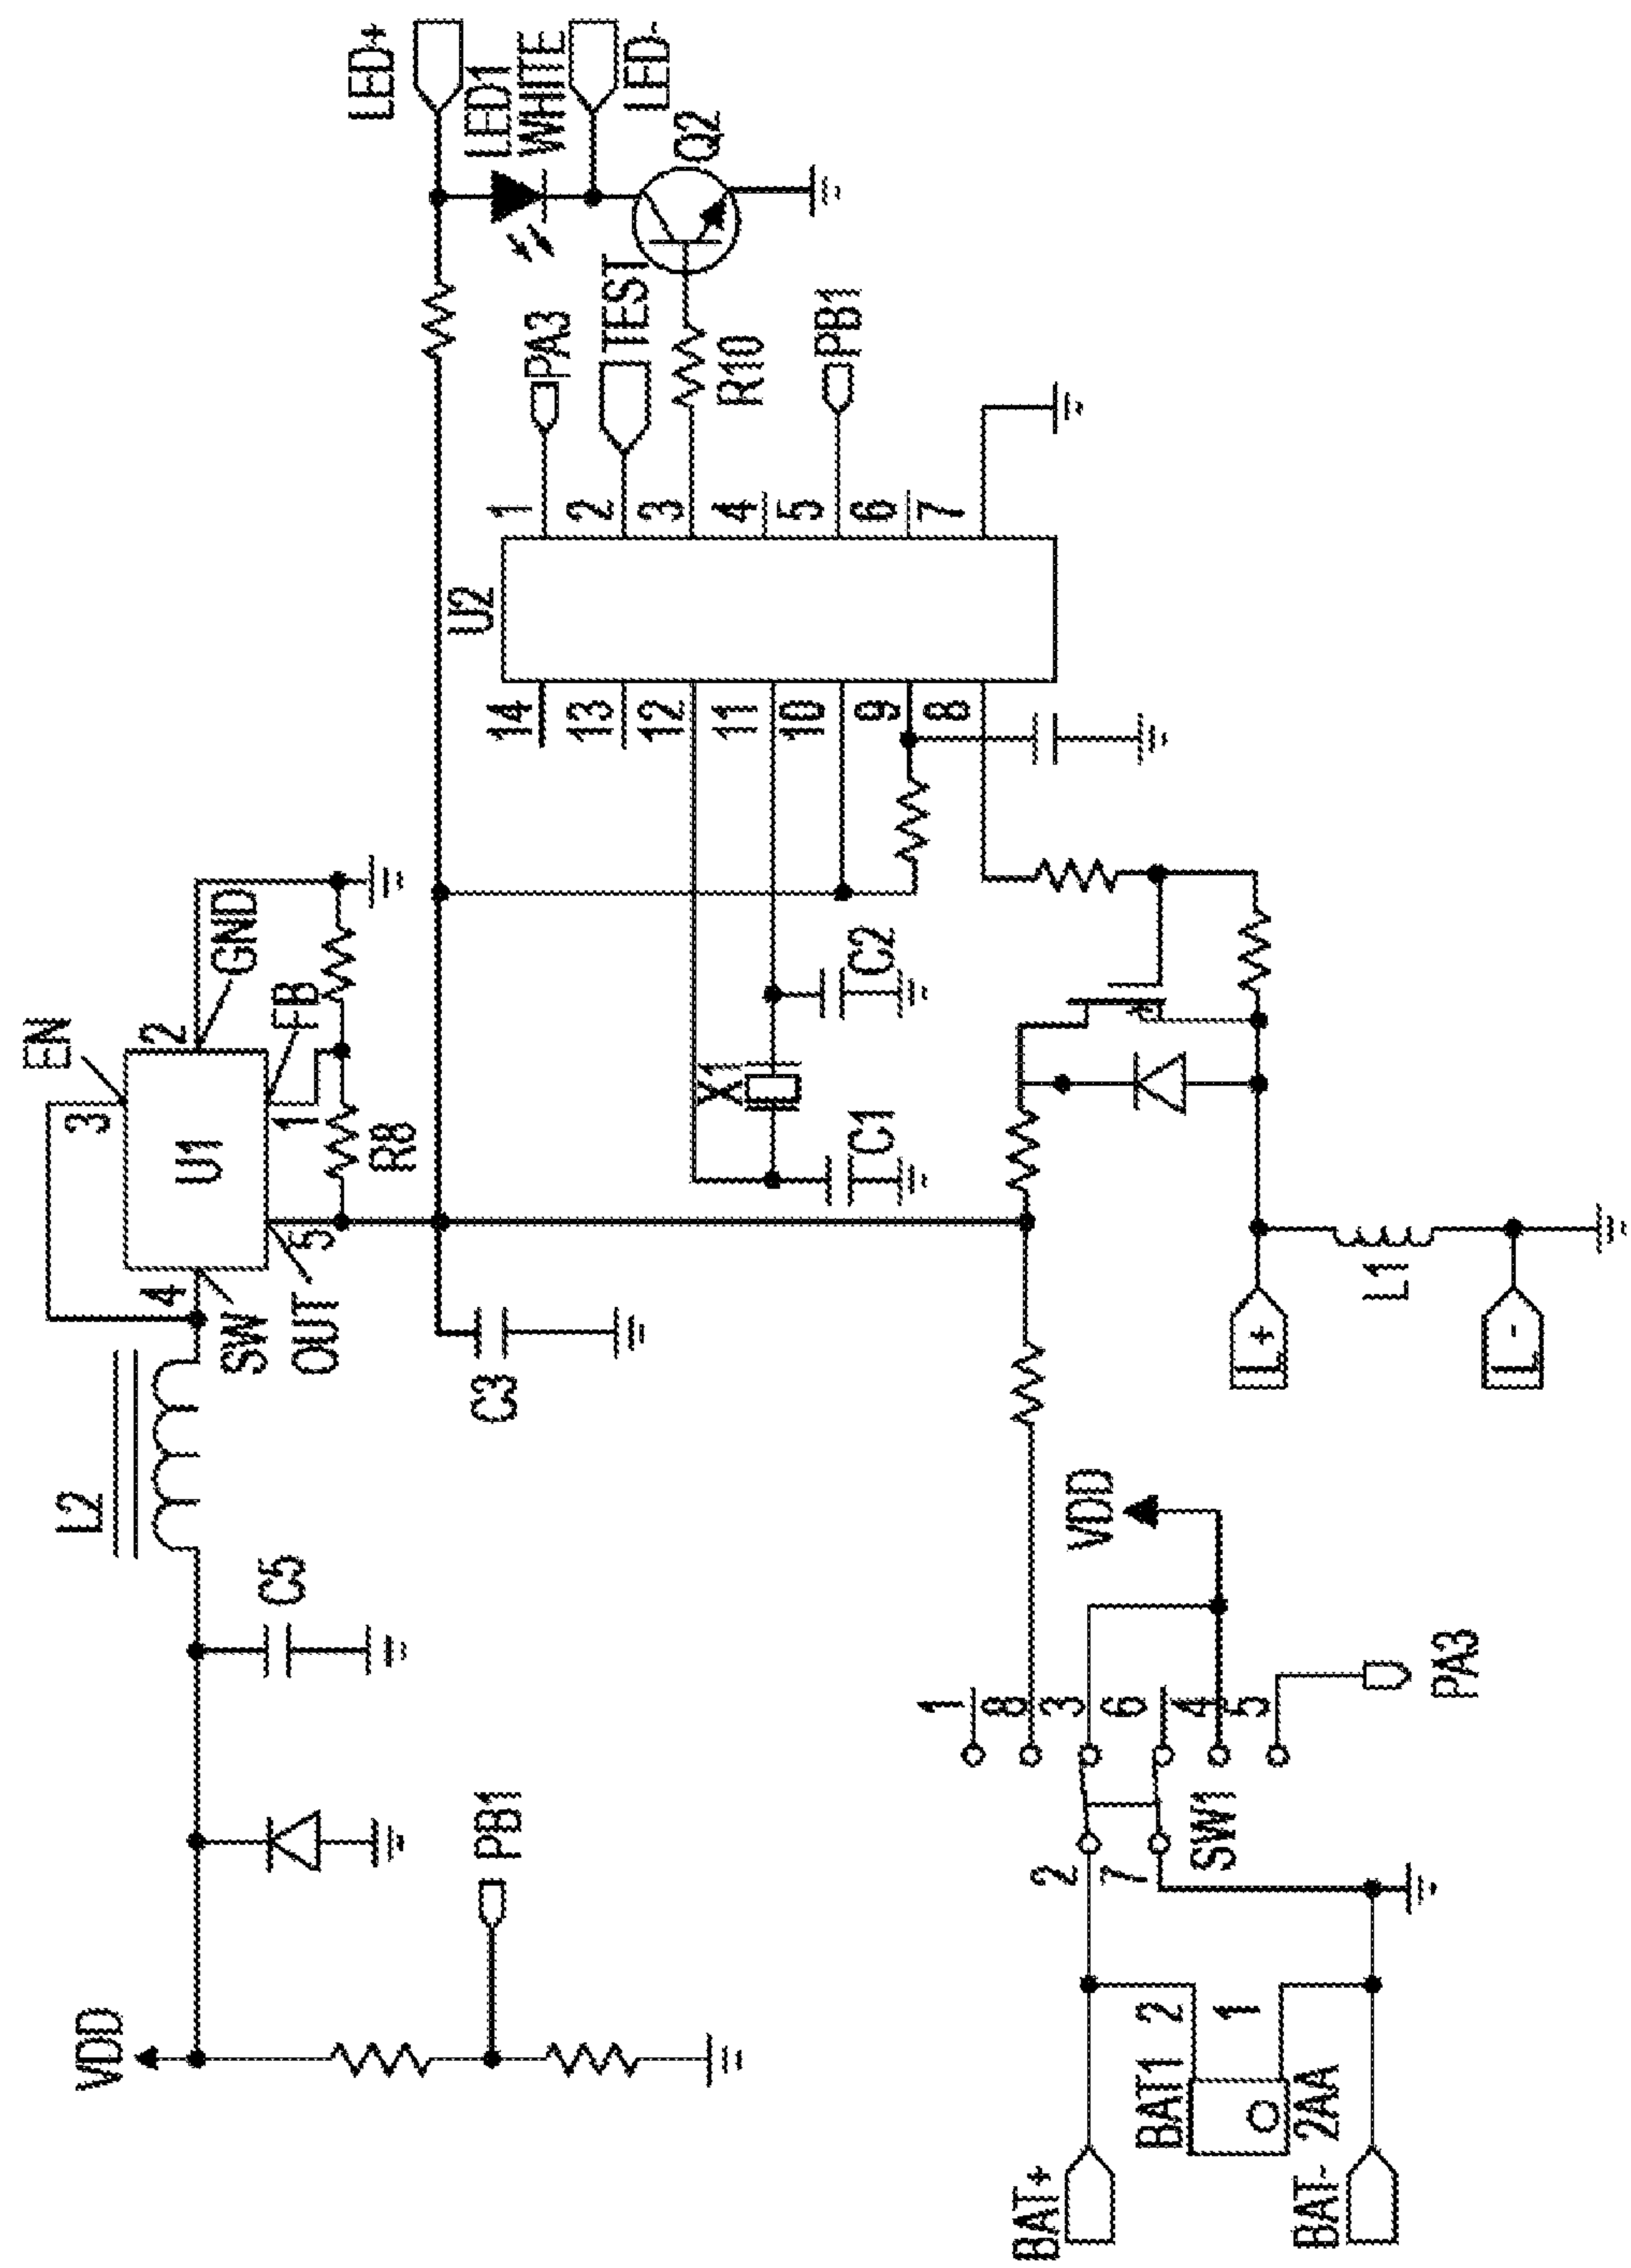 VDD
PB1
C5
L2
EN
3
2
GND
U1
4
SW
OUT
5
1
FB
R8
C3
LED+
LED1
WHITE
LED-
Q2
PA3
TEST
R10
PB1
U2
1
2
3
4
5
6
7
14
13
12
11
10
9
8
X1
C1
C2
L+
L1
L-
VDD
1
8
3
6
4
5
PA3
2
7
SW1
BAT+
BAT1
2
1
2AA
BAT-